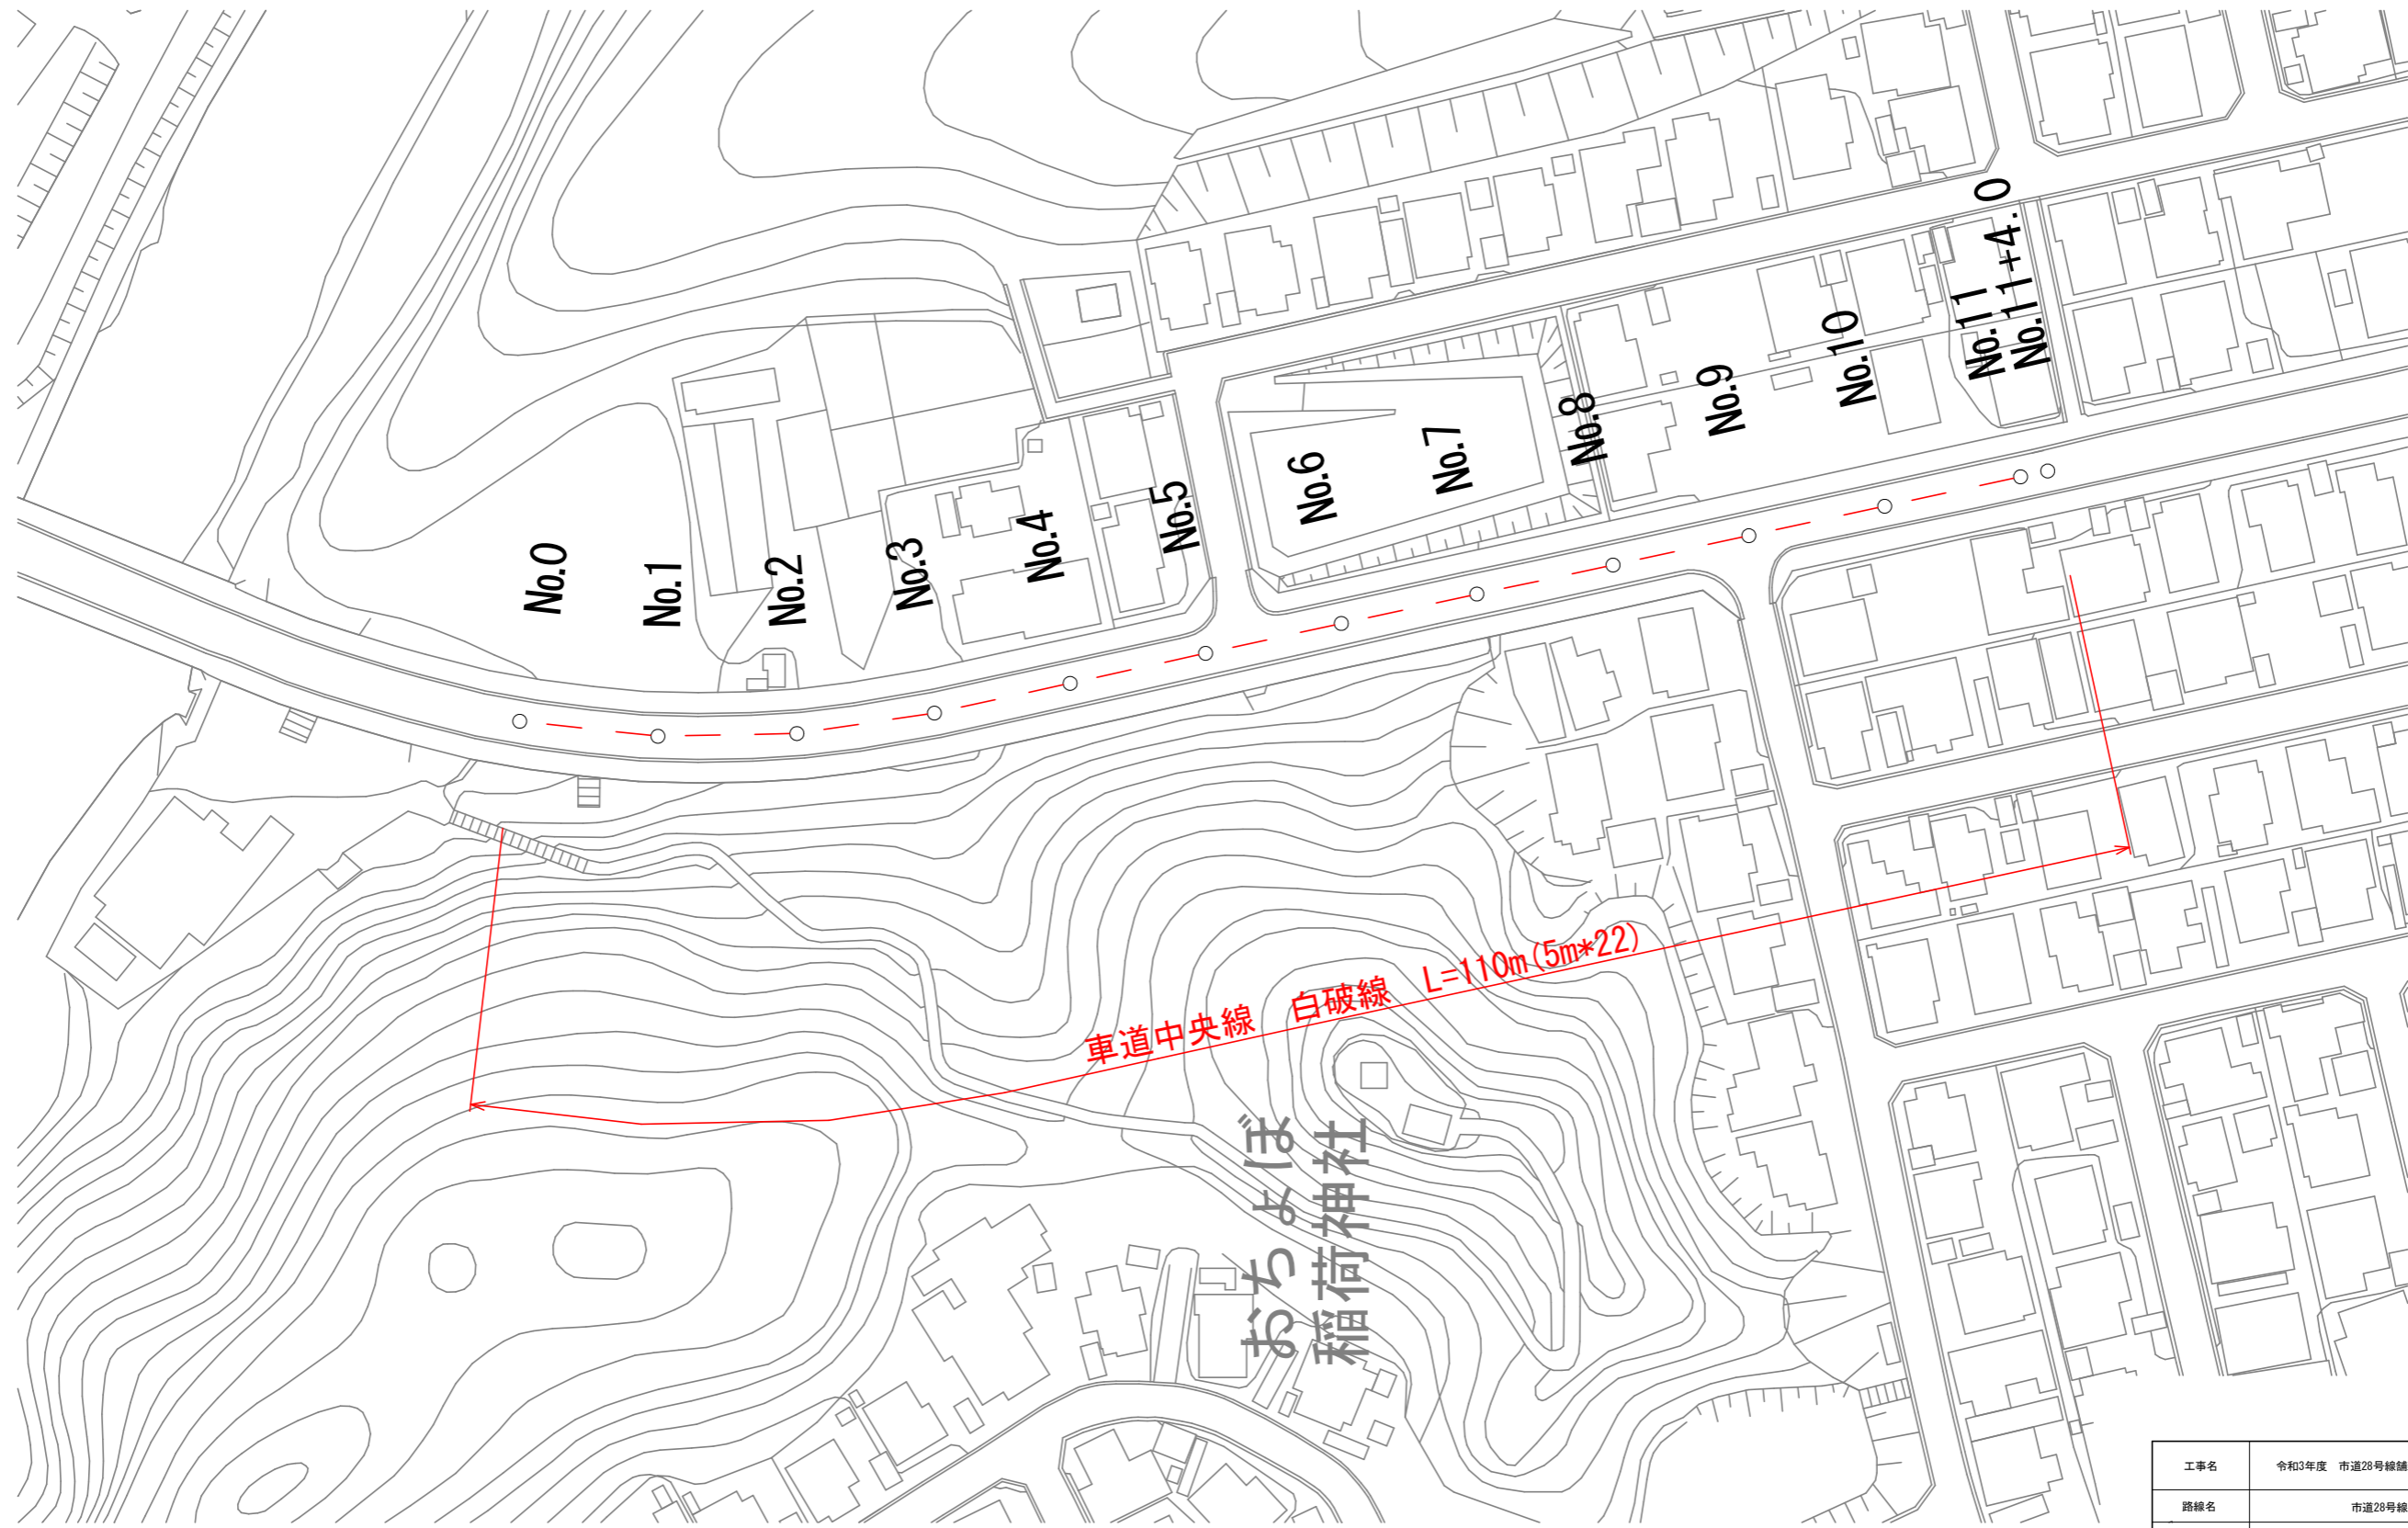 No.0
No.1
No.2
No.3
No.4
No.5
No.6
No.7
No.8
No.9
No.10
No.11
No.11+4.0
車道中央線 白破線 L=110m(5m*22)
おちょぼ
稲荷神社
工事名 令和3年度 市道28号線舗
路線名 市道28号線